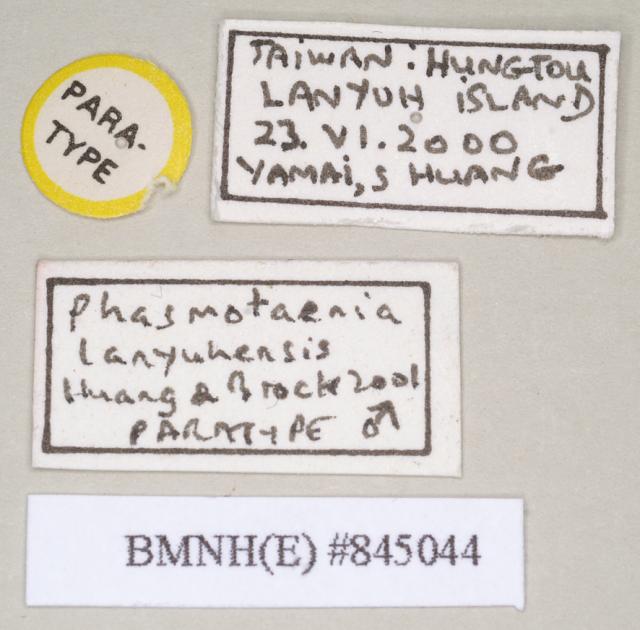 PARA-
TYPE
TAIWAN: HUNGTOU
LANYUH ISLAND
23. VI. 2000
YAMAI, S HUANG
Phasmotaenia
lanyuhensis
Huang & Brock 2001
PARATYPE ♂
BMNH(E) #845044